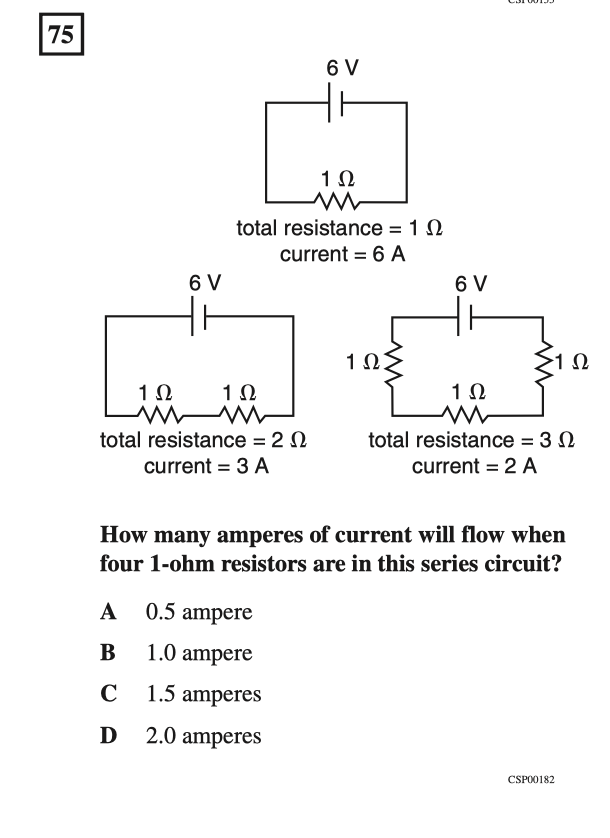 CSP00155
75
6 V
1 Ω
total resistance = 1 Ω
current = 6 A
6 V
1 Ω 1 Ω
total resistance = 2 Ω
current = 3 A
6 V
1 Ω 1 Ω
1 Ω
total resistance = 3 Ω
current = 2 A
How many amperes of current will flow when
four 1-ohm resistors are in this series circuit?
A 0.5 ampere
B 1.0 ampere
C 1.5 amperes
D 2.0 amperes
CSP00182